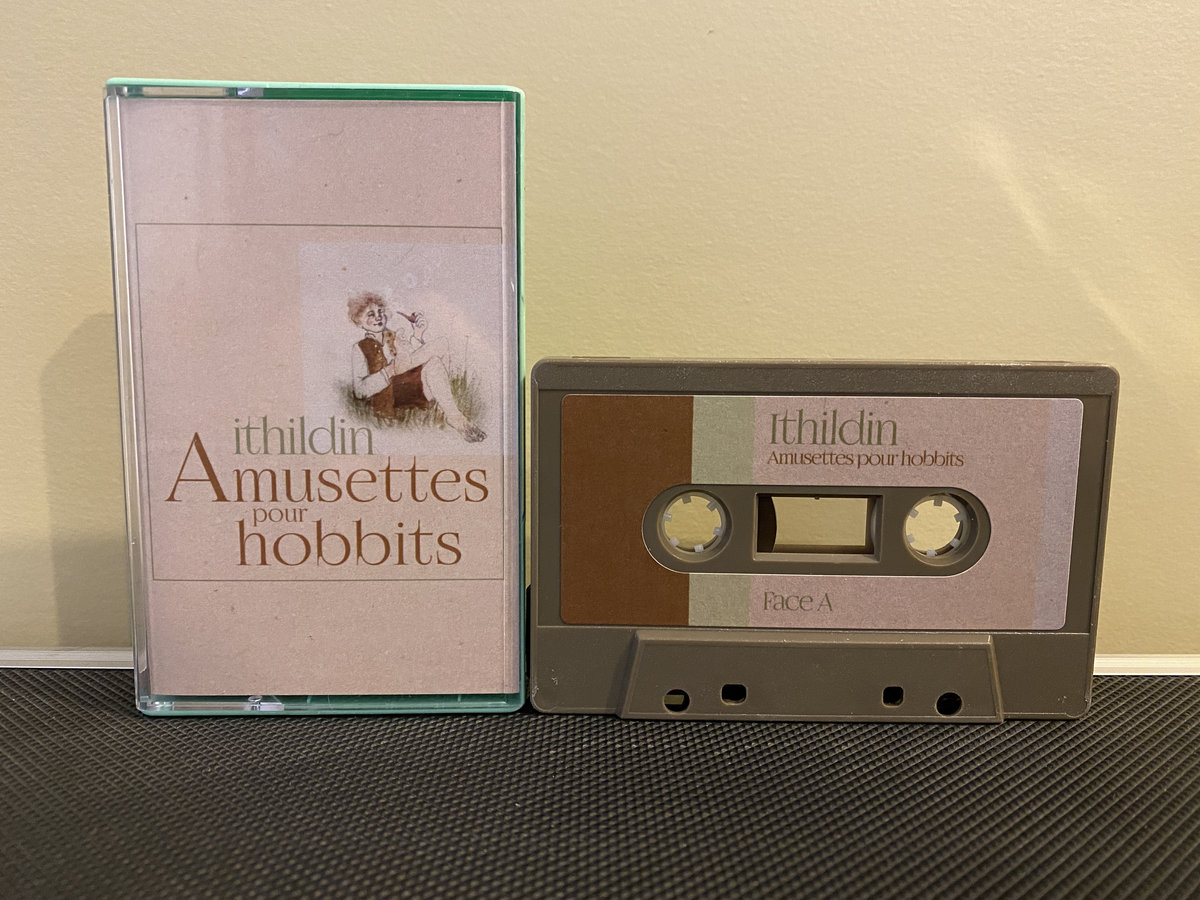 ithildin
Amusettes
pour
hobbits
Ithildin
Amusettes pour hobbits
Face A